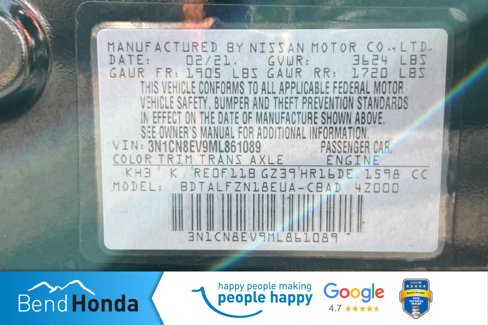 MANUFACTURED BY NISSAN MOTOR CO., LTD.
DATE: 02/21. GVWR: 3624 LBS
GAWR FR: 1905 LBS GAWR RR: 1720 LBS
THIS VEHICLE CONFORMS TO ALL APPLICABLE FEDERAL MOTOR
VEHICLE SAFETY, BUMPER AND THEFT PREVENTION STANDARDS
IN EFFECT ON THE DATE OF MANUFACTURE SHOWN ABOVE.
SEE OWNER'S MANUAL FOR ADDITIONAL INFORMATION.
VIN: 3N1CN8EV9ML861089 PASSENGER CAR.
COLOR TRIM TRANS AXLE ENGINE
KH3 K RE0F11B GZ39 HR16DE 1598 CC
MODEL: BDTALFZN18EUA-CBAD 4Z000
3N1CN8EV9ML861089
BendHonda
happy people making
people happy
Google
4.7